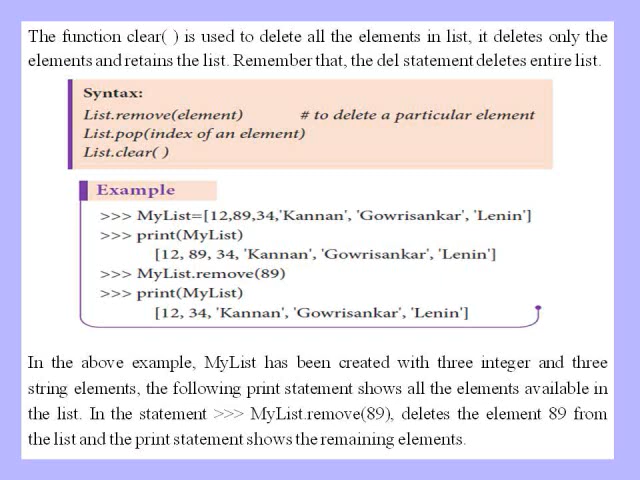 The function clear( ) is used to delete all the elements in list, it deletes only the
elements and retains the list. Remember that, the del statement deletes entire list.
Syntax:
List.remove(element) # to delete a particular element
List.pop(index of an element)
List.clear( )
Example
>>> MyList=[12,89,34,'Kannan', 'Gowrisankar', 'Lenin']
>>> print(MyList)
[12, 89, 34, 'Kannan', 'Gowrisankar', 'Lenin']
>>> MyList.remove(89)
>>> print(MyList)
[12, 34, 'Kannan', 'Gowrisankar', 'Lenin']
In the above example, MyList has been created with three integer and three
string elements, the following print statement shows all the elements available in
the list. In the statement >>> MyList.remove(89), deletes the element 89 from
the list and the print statement shows the remaining elements.